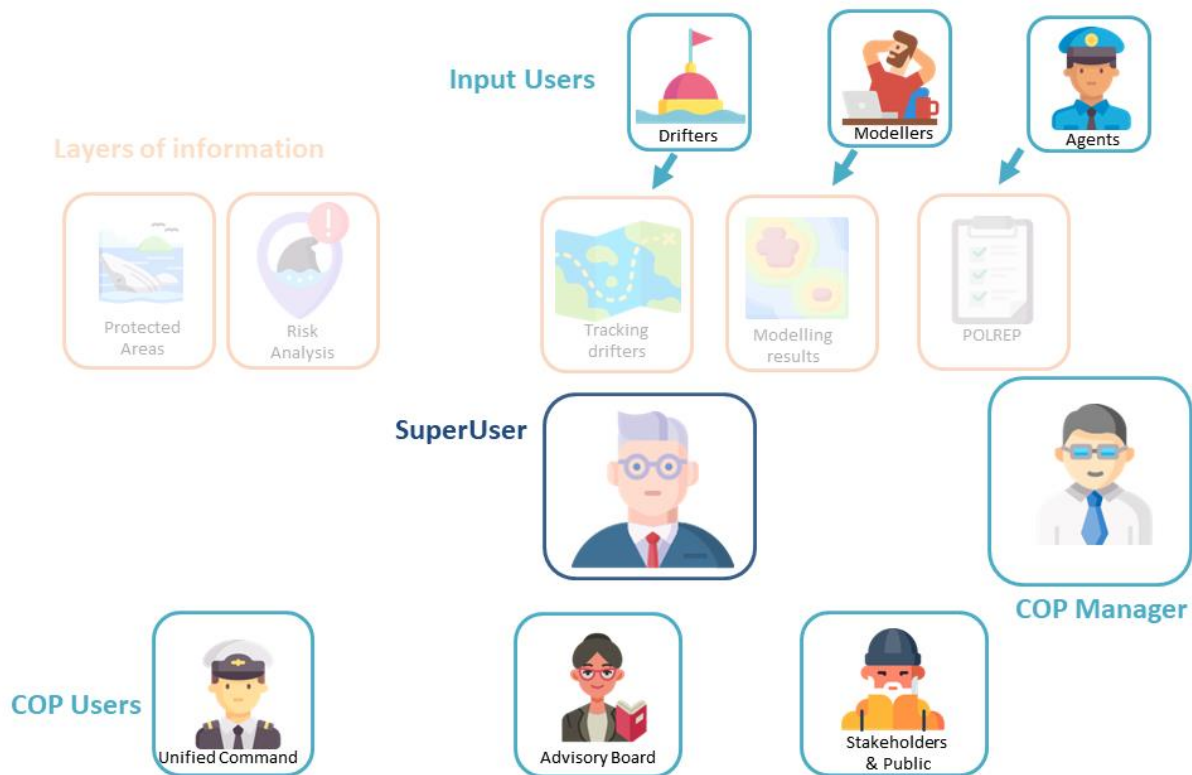 Input Users
Drifters
Modellers
Agents
Layers of information
Protected
Areas
Risk
Analysis
Tracking
drifters
Modelling
results
POLREP
SuperUser
COP Manager
COP Users
Unified Command
Advisory Board
Stakeholders
& Public